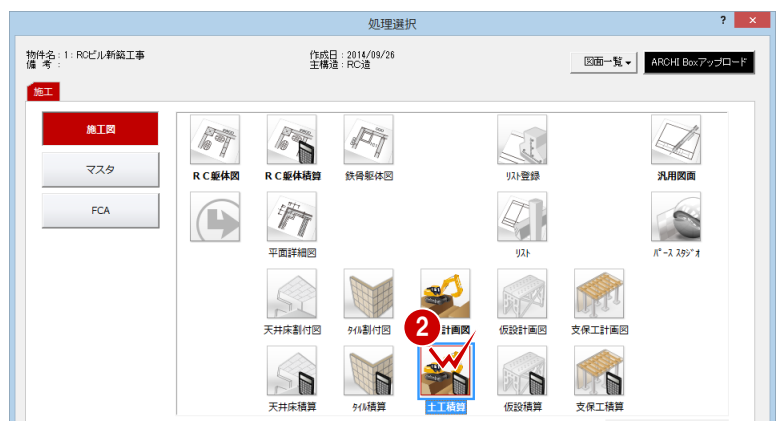 処理選択
? ×
物件名:1:RCビル新築工事
作成日:2014/09/26
備 考:
主構造:RC造
図面一覧▼
ARCHI Boxアップロード
施工
施工図
マスタ
FCA
RC躯体図
RC躯体積算
鉄骨躯体図
リスト登録
汎用図面
平面詳細図
リスト
パース スタジオ
天井床割付図
タイル割付図
2
計画図
仮設計画図
支保工計画図
天井床積算
タイル積算
土工積算
仮設積算
支保工積算